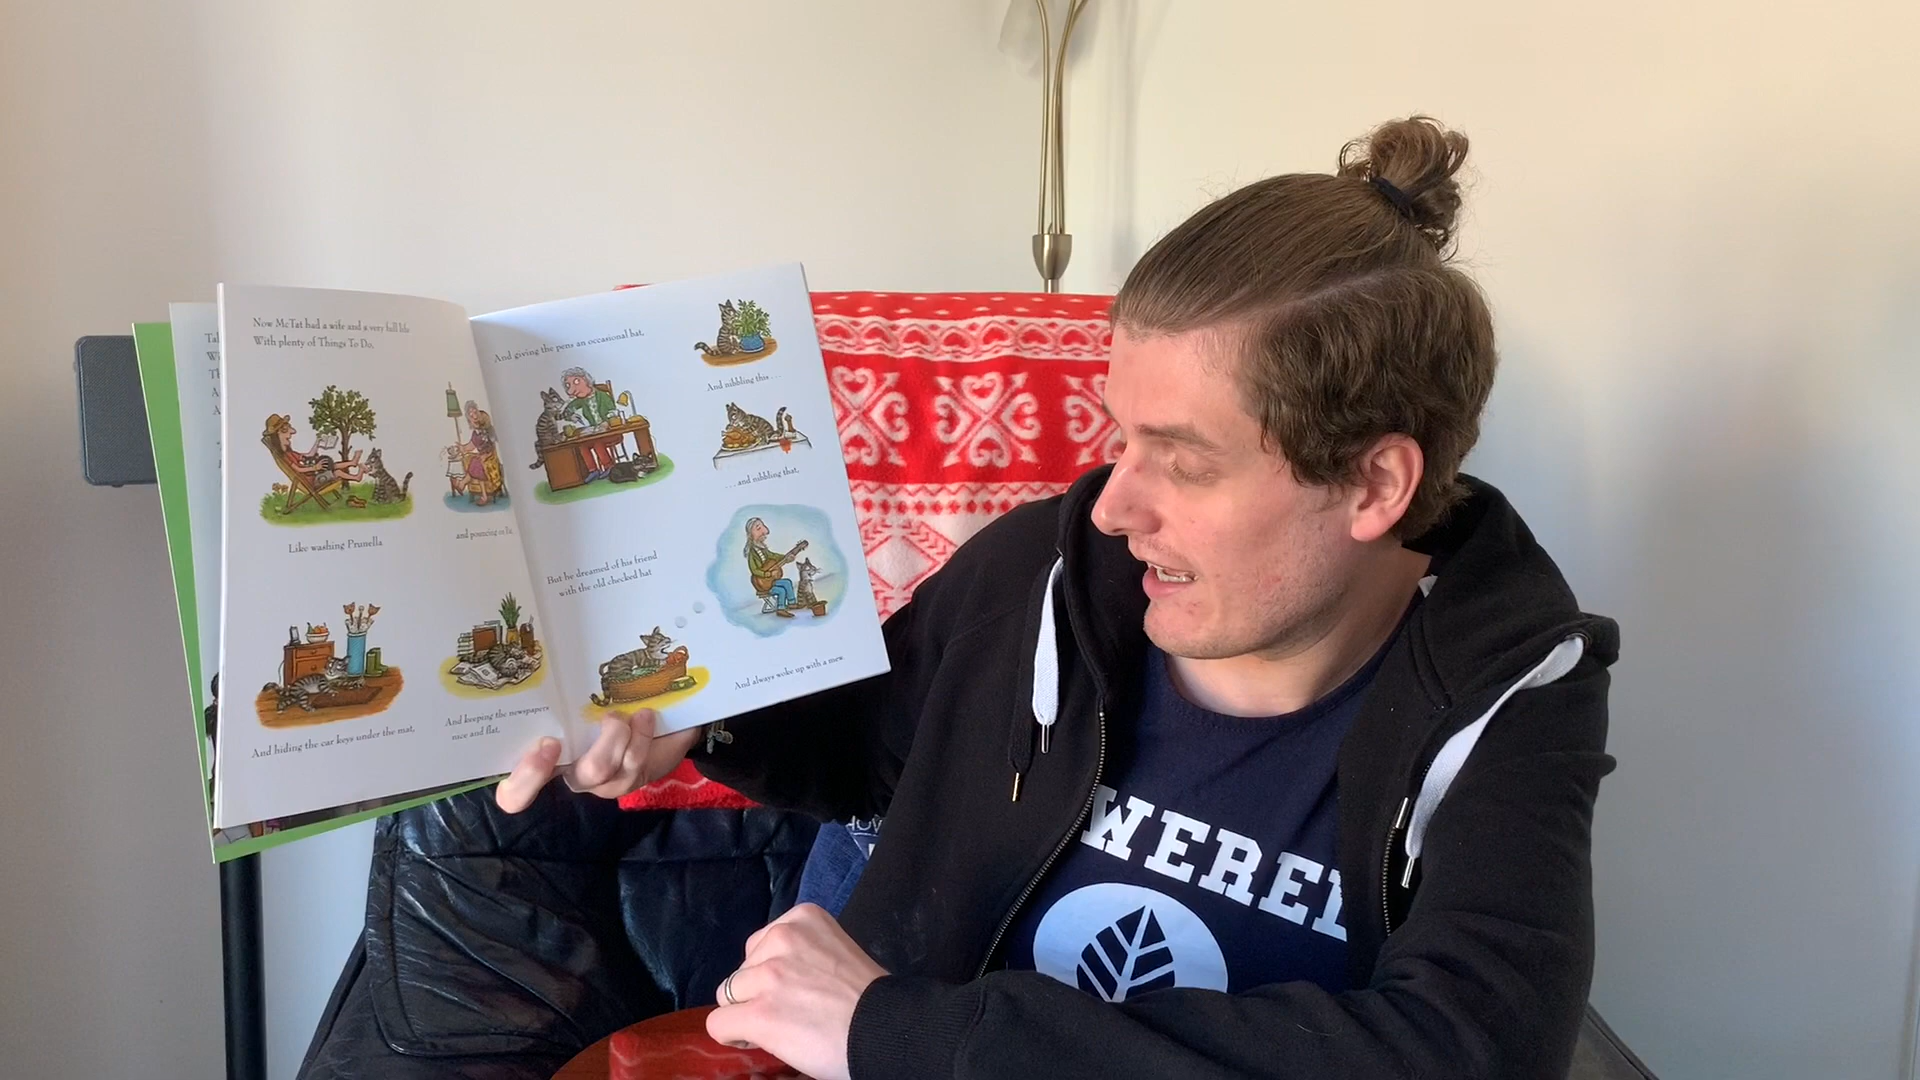 Now McTat had a wife and a very full life
With plenty of Things To Do,
Like washing Prunella
and pouncing on
And hiding the car keys under the mat,
And keeping the newspapers
nice and flat,
And giving the pens an occasional bat,
And nibbling this . . .
. . . and nibbling that,
But he dreamed of his friend
with the old checked hat
And always woke up with a mew.
WERED